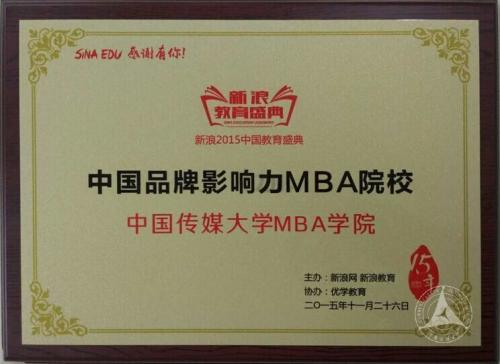 SiNA EDU 感谢有你!
新浪
教育盛典
新浪2015中国教育盛典
中国品牌影响力MBA院校
中国传媒大学MBA学院
主办：新浪网 新浪教育
协办：优学教育
二〇一五年十一月二十六日
15年